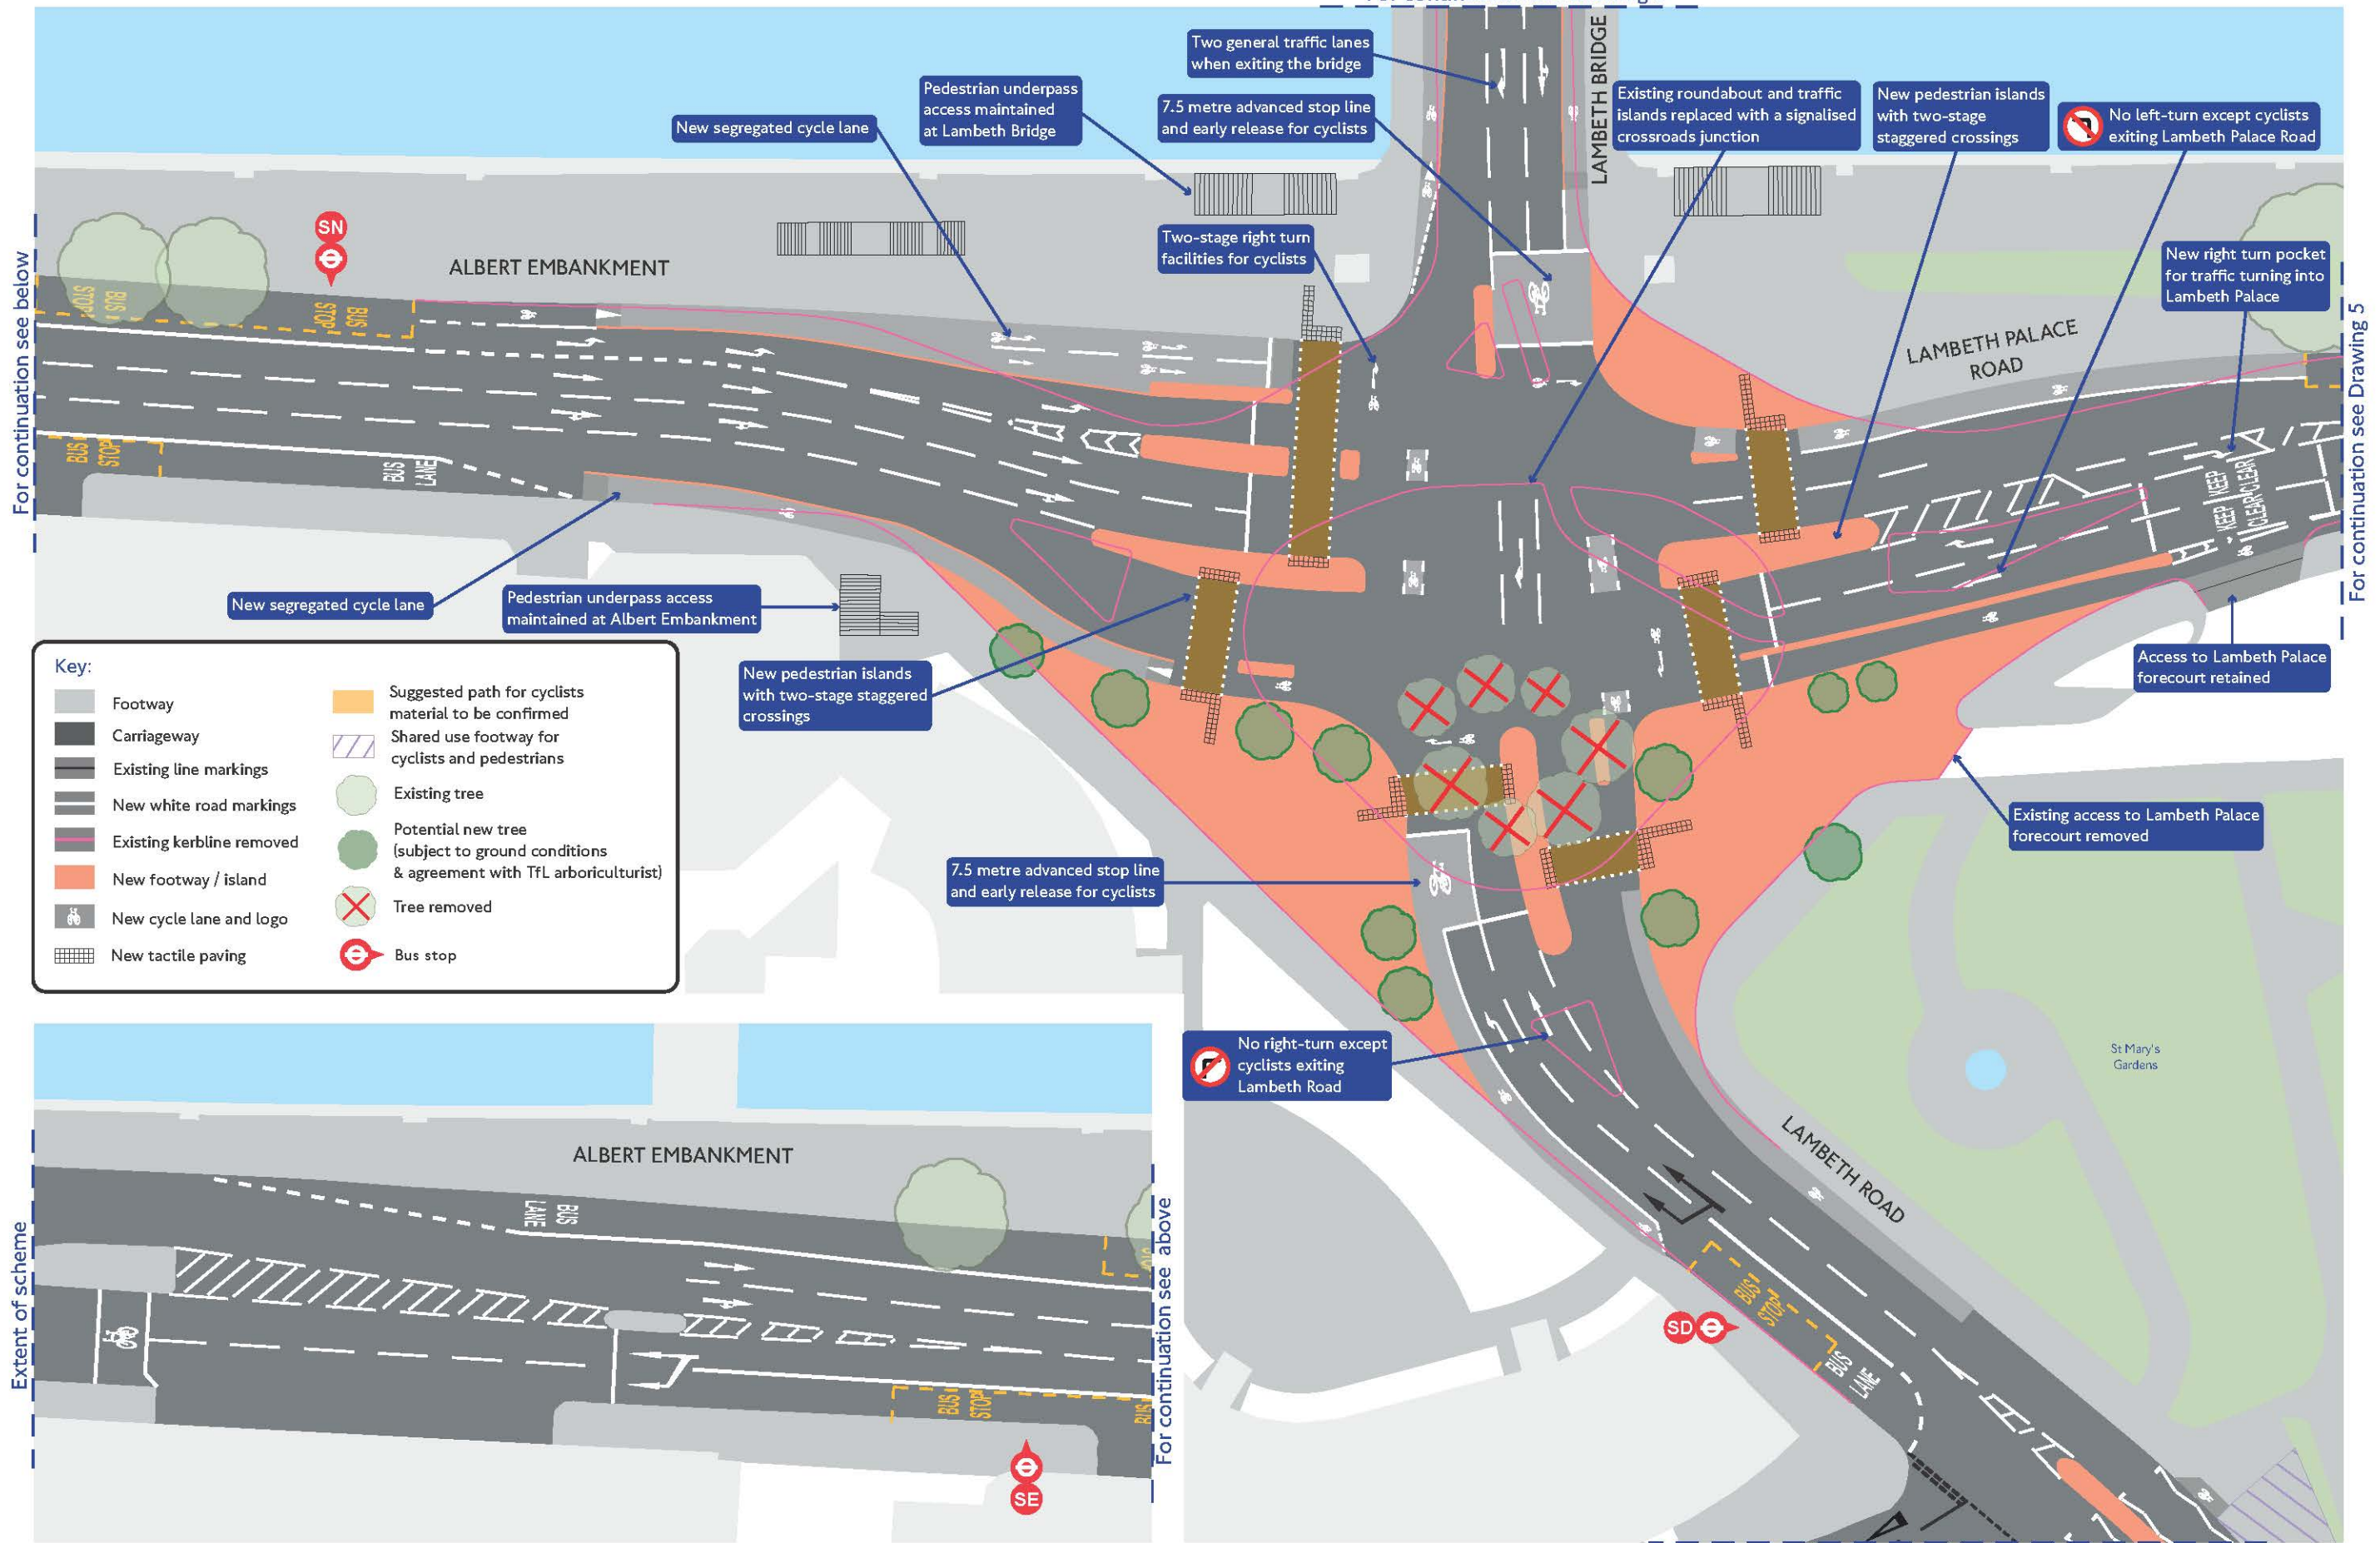 LAMBETH BRIDGE
Two general traffic lanes
when exiting the bridge
Pedestrian underpass
access maintained
at Lambeth Bridge
7.5 metre advanced stop line
and early release for cyclists
New segregated cycle lane
Existing roundabout and traffic
islands replaced with a signalised
crossroads junction
New pedestrian islands
with two-stage
staggered crossings
No left-turn except cyclists
exiting Lambeth Palace Road
Two-stage right turn
facilities for cyclists
New right turn pocket
for traffic turning into
Lambeth Palace
SN
ALBERT EMBANKMENT
LAMBETH PALACE
ROAD
For continuation see below
For continuation see Drawing 5
BUS
STOP
BUS
STOP
BUS
STOP
BUS
LANE
KEEP
CLEAR
KEEP
CLEAR
New segregated cycle lane
Pedestrian underpass access
maintained at Albert Embankment
New pedestrian islands
with two-stage staggered
crossings
Access to Lambeth Palace
forecourt retained
Existing access to Lambeth Palace
forecourt removed
7.5 metre advanced stop line
and early release for cyclists
No right-turn except
cyclists exiting
Lambeth Road
St Mary's
Gardens
LAMBETH ROAD
SD
BUS
STOP
BUS
LANE
Key:
Footway
Carriageway
Existing line markings
New white road markings
Existing kerbline removed
New footway / island
New cycle lane and logo
New tactile paving
Suggested path for cyclists
material to be confirmed
Shared use footway for
cyclists and pedestrians
Existing tree
Potential new tree
(subject to ground conditions
& agreement with TfL arboriculturist)
Tree removed
Bus stop
ALBERT EMBANKMENT
Extent of scheme
For continuation see above
BUS
LANE
BUS
STOP
BUS
SE